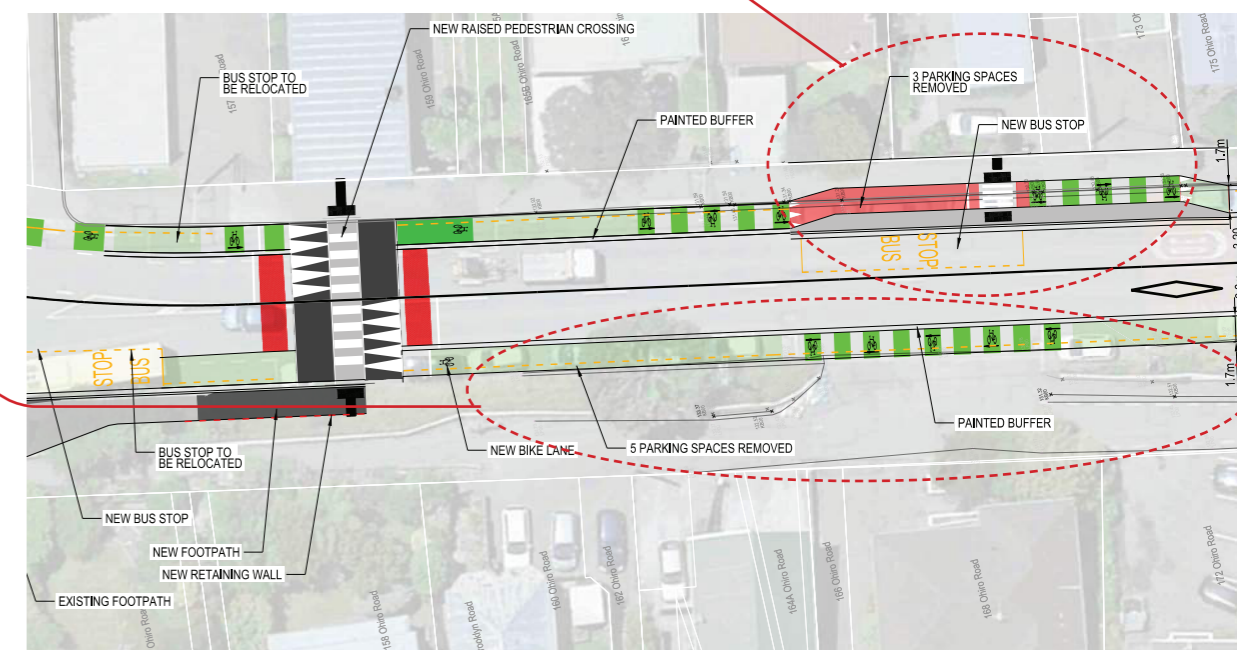 NEW RAISED PEDESTRIAN CROSSING
BUS STOP TO
BE RELOCATED
3 PARKING SPACES
REMOVED
PAINTED BUFFER
NEW BUS STOP
157
159 Ohiro Road
165B Ohiro Road
175 Ohiro Road
1.7m
BUS
STOP
STOP
BUS
1.7m
PAINTED BUFFER
NEW BIKE LANE
5 PARKING SPACES REMOVED
BUS STOP TO
BE RELOCATED
NEW BUS STOP
NEW FOOTPATH
NEW RETAINING WALL
EXISTING FOOTPATH
158 Ohiro Road
160 Ohiro Road
162 Ohiro Road
164A Ohiro Road
166 Ohiro Road
168 Ohiro Road
172 Ohiro Road